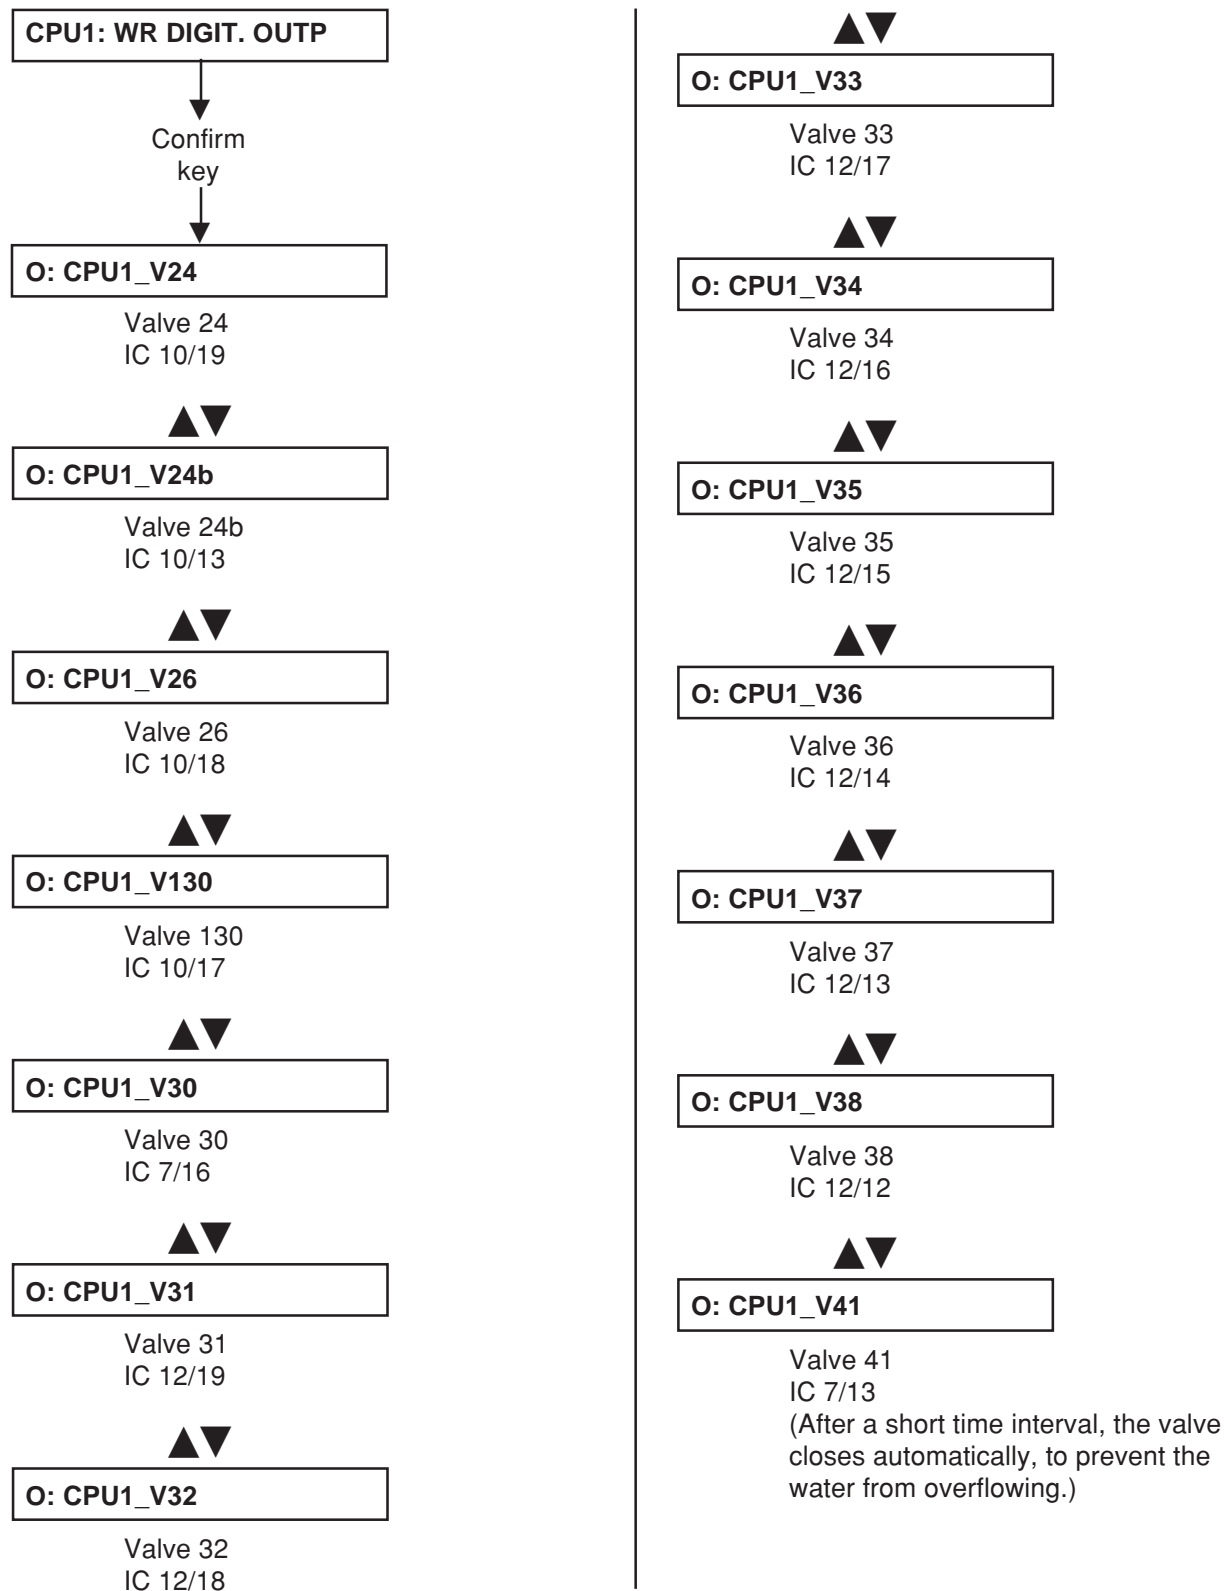 CPU1: WR DIGIT. OUTP
Confirm
key
O: CPU1_V24
Valve 24
IC 10/19
O: CPU1_V24b
Valve 24b
IC 10/13
O: CPU1_V26
Valve 26
IC 10/18
O: CPU1_V130
Valve 130
IC 10/17
O: CPU1_V30
Valve 30
IC 7/16
O: CPU1_V31
Valve 31
IC 12/19
O: CPU1_V32
Valve 32
IC 12/18
O: CPU1_V33
Valve 33
IC 12/17
O: CPU1_V34
Valve 34
IC 12/16
O: CPU1_V35
Valve 35
IC 12/15
O: CPU1_V36
Valve 36
IC 12/14
O: CPU1_V37
Valve 37
IC 12/13
O: CPU1_V38
Valve 38
IC 12/12
O: CPU1_V41
Valve 41
IC 7/13
(After a short time interval, the valve
closes automatically, to prevent the
water from overflowing.)